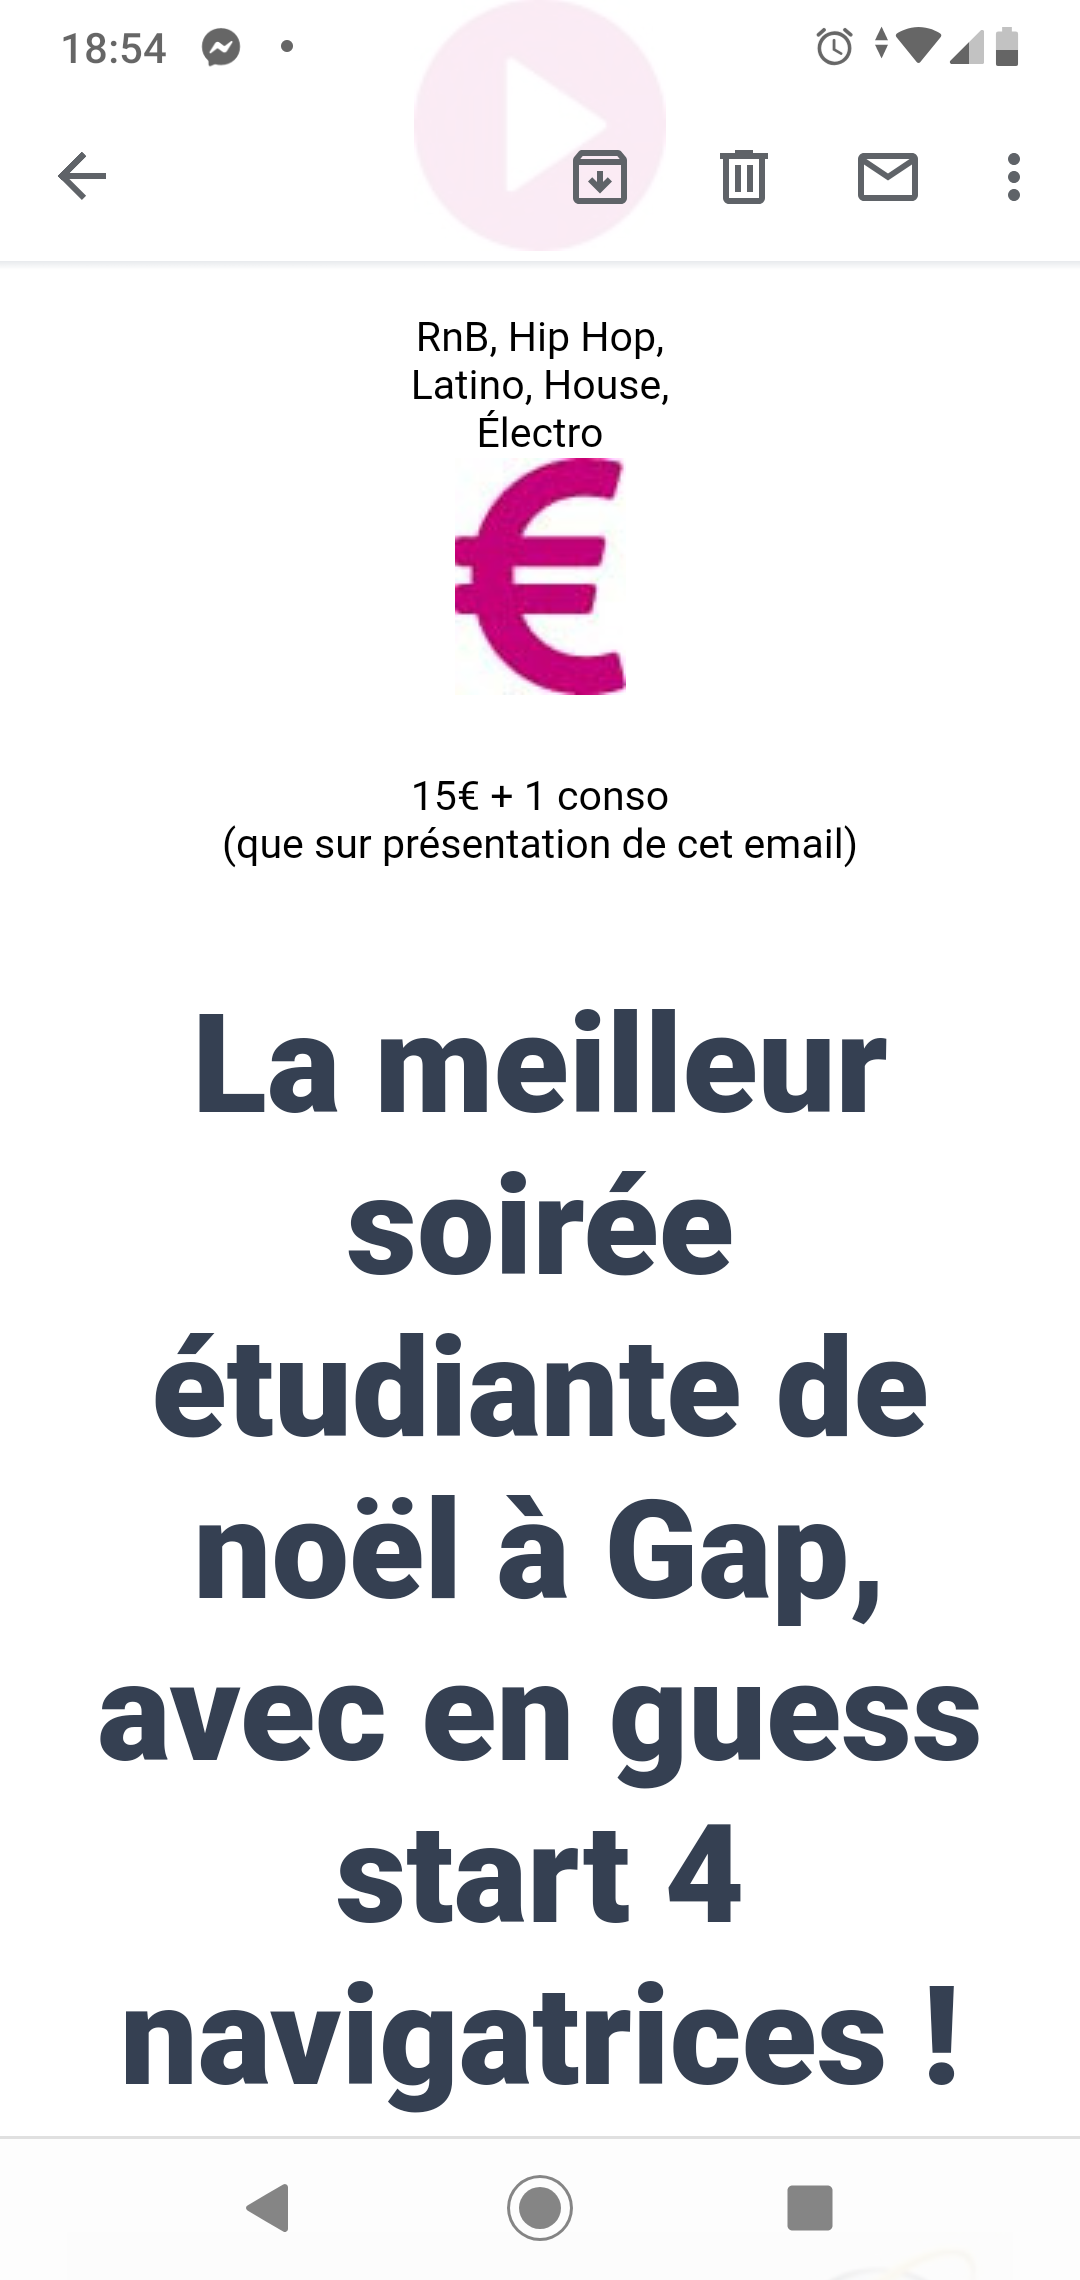 18:54
RnB, Hip Hop,
Latino, House,
Électro
€
15€ + 1 conso
(que sur présentation de cet email)
La meilleur
soirée
étudiante de
noël à Gap,
avec en guess
start 4
navigatrices !